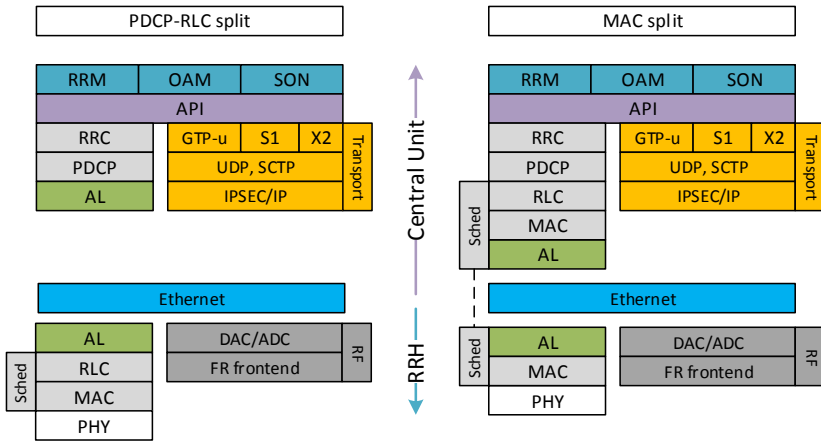 PDCP-RLC split
RRM OAM SON
API
RRC GTP-u S1 X2
PDCP UDP, SCTP
AL IPSEC/IP
Transport
Ethernet
AL DAC/ADC
RLC FR frontend
MAC
PHY
Sched
RF
Central Unit
RRH
MAC split
RRM OAM SON
API
RRC GTP-u S1 X2
PDCP UDP, SCTP
RLC IPSEC/IP
MAC
AL
Sched
Transport
Ethernet
AL DAC/ADC
MAC FR frontend
PHY
Sched
RF